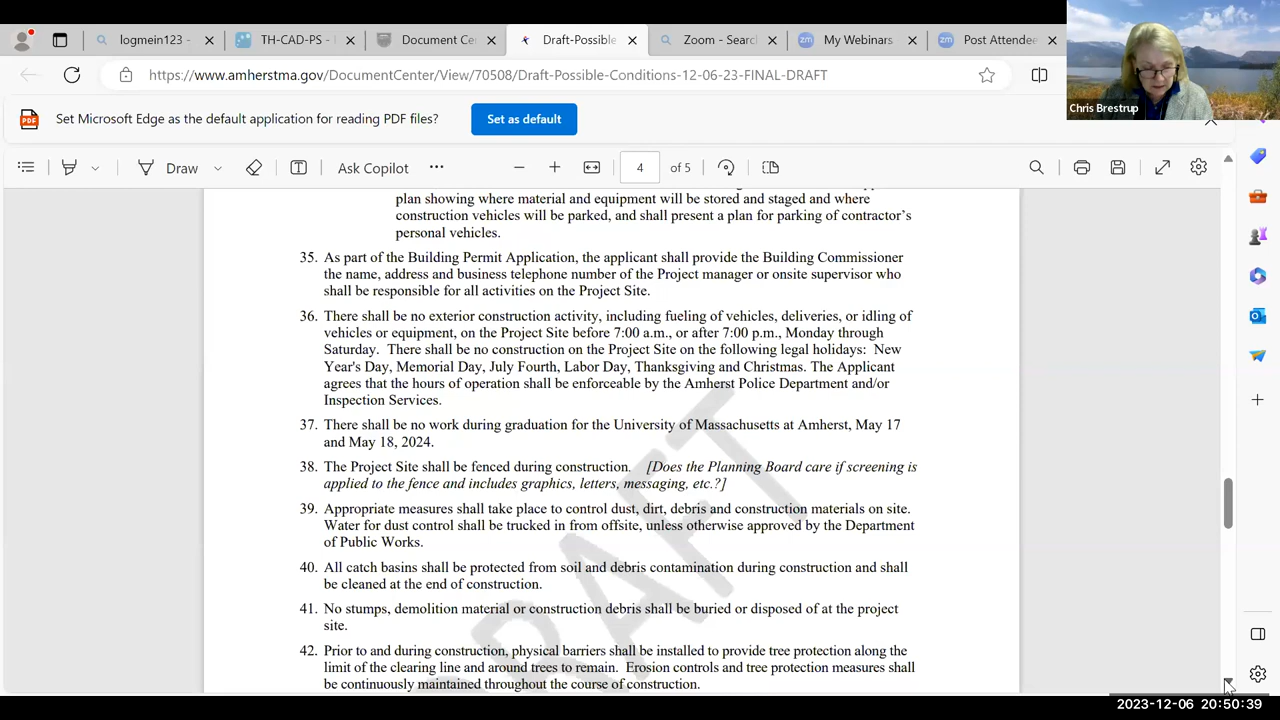 logmein123 -
TH-CAD-PS -
Document Ce
Draft-Possible
Zoom - Searc
My Webinars
Post Attende
https://www.amherstma.gov/DocumentCenter/View/70508/Draft-Possible-Conditions-12-06-23-FINAL-DRAFT
Chris Brestrup
Set Microsoft Edge as the default application for reading PDF files?
Set as default
Draw
Ask Copilot
4
of 5
plan showing where material and equipment will be stored and staged and where
construction vehicles will be parked, and shall present a plan for parking of contractor's
personal vehicles.
35. As part of the Building Permit Application, the applicant shall provide the Building Commissioner
the name, address and business telephone number of the Project manager or onsite supervisor who
shall be responsible for all activities on the Project Site.
36. There shall be no exterior construction activity, including fueling of vehicles, deliveries, or idling of
vehicles or equipment, on the Project Site before 7:00 a.m., or after 7:00 p.m., Monday through
Saturday. There shall be no construction on the Project Site on the following legal holidays: New
Year's Day, Memorial Day, July Fourth, Labor Day, Thanksgiving and Christmas. The Applicant
agrees that the hours of operation shall be enforceable by the Amherst Police Department and/or
Inspection Services.
37. There shall be no work during graduation for the University of Massachusetts at Amherst, May 17
and May 18, 2024.
38. The Project Site shall be fenced during construction. [Does the Planning Board care if screening is
applied to the fence and includes graphics, letters, messaging, etc.?]
39. Appropriate measures shall take place to control dust, dirt, debris and construction materials on site.
Water for dust control shall be trucked in from offsite, unless otherwise approved by the Department
of Public Works.
40. All catch basins shall be protected from soil and debris contamination during construction and shall
be cleaned at the end of construction.
41. No stumps, demolition material or construction debris shall be buried or disposed of at the project
site.
42. Prior to and during construction, physical barriers shall be installed to provide tree protection along the
limit of the clearing line and around trees to remain. Erosion controls and tree protection measures shall
be continuously maintained throughout the course of construction.
DRAFT
2023-12-06 20:50:39